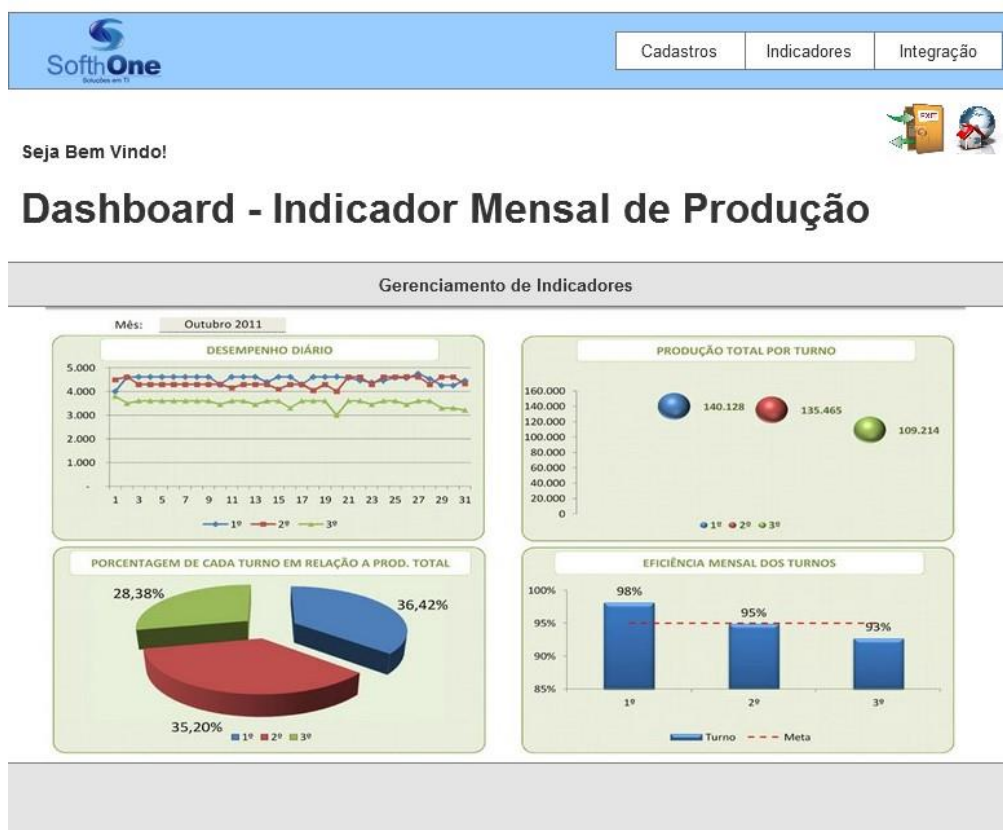 SofthOne
Soluções em TI
Cadastros Indicadores Integração
EXIT
Seja Bem Vindo!
Dashboard - Indicador Mensal de Produção
Gerenciamento de Indicadores
Mês: Outubro 2011
DESEMPENHO DIÁRIO
5.000
4.000
3.000
2.000
1.000
-
1 3 5 7 9 11 13 15 17 19 21 23 25 27 29 31
1º 2º 3º
PRODUÇÃO TOTAL POR TURNO
160.000
140.000
120.000
100.000
80.000
60.000
40.000
20.000
0
140.128
135.465
109.214
1º 2º 3º
PORCENTAGEM DE CADA TURNO EM RELAÇÃO A PROD. TOTAL
28,38%
36,42%
35,20%
1º 2º 3º
EFICIÊNCIA MENSAL DOS TURNOS
100%
95%
90%
85%
98%
95%
93%
1º 2º 3º
Turno Meta